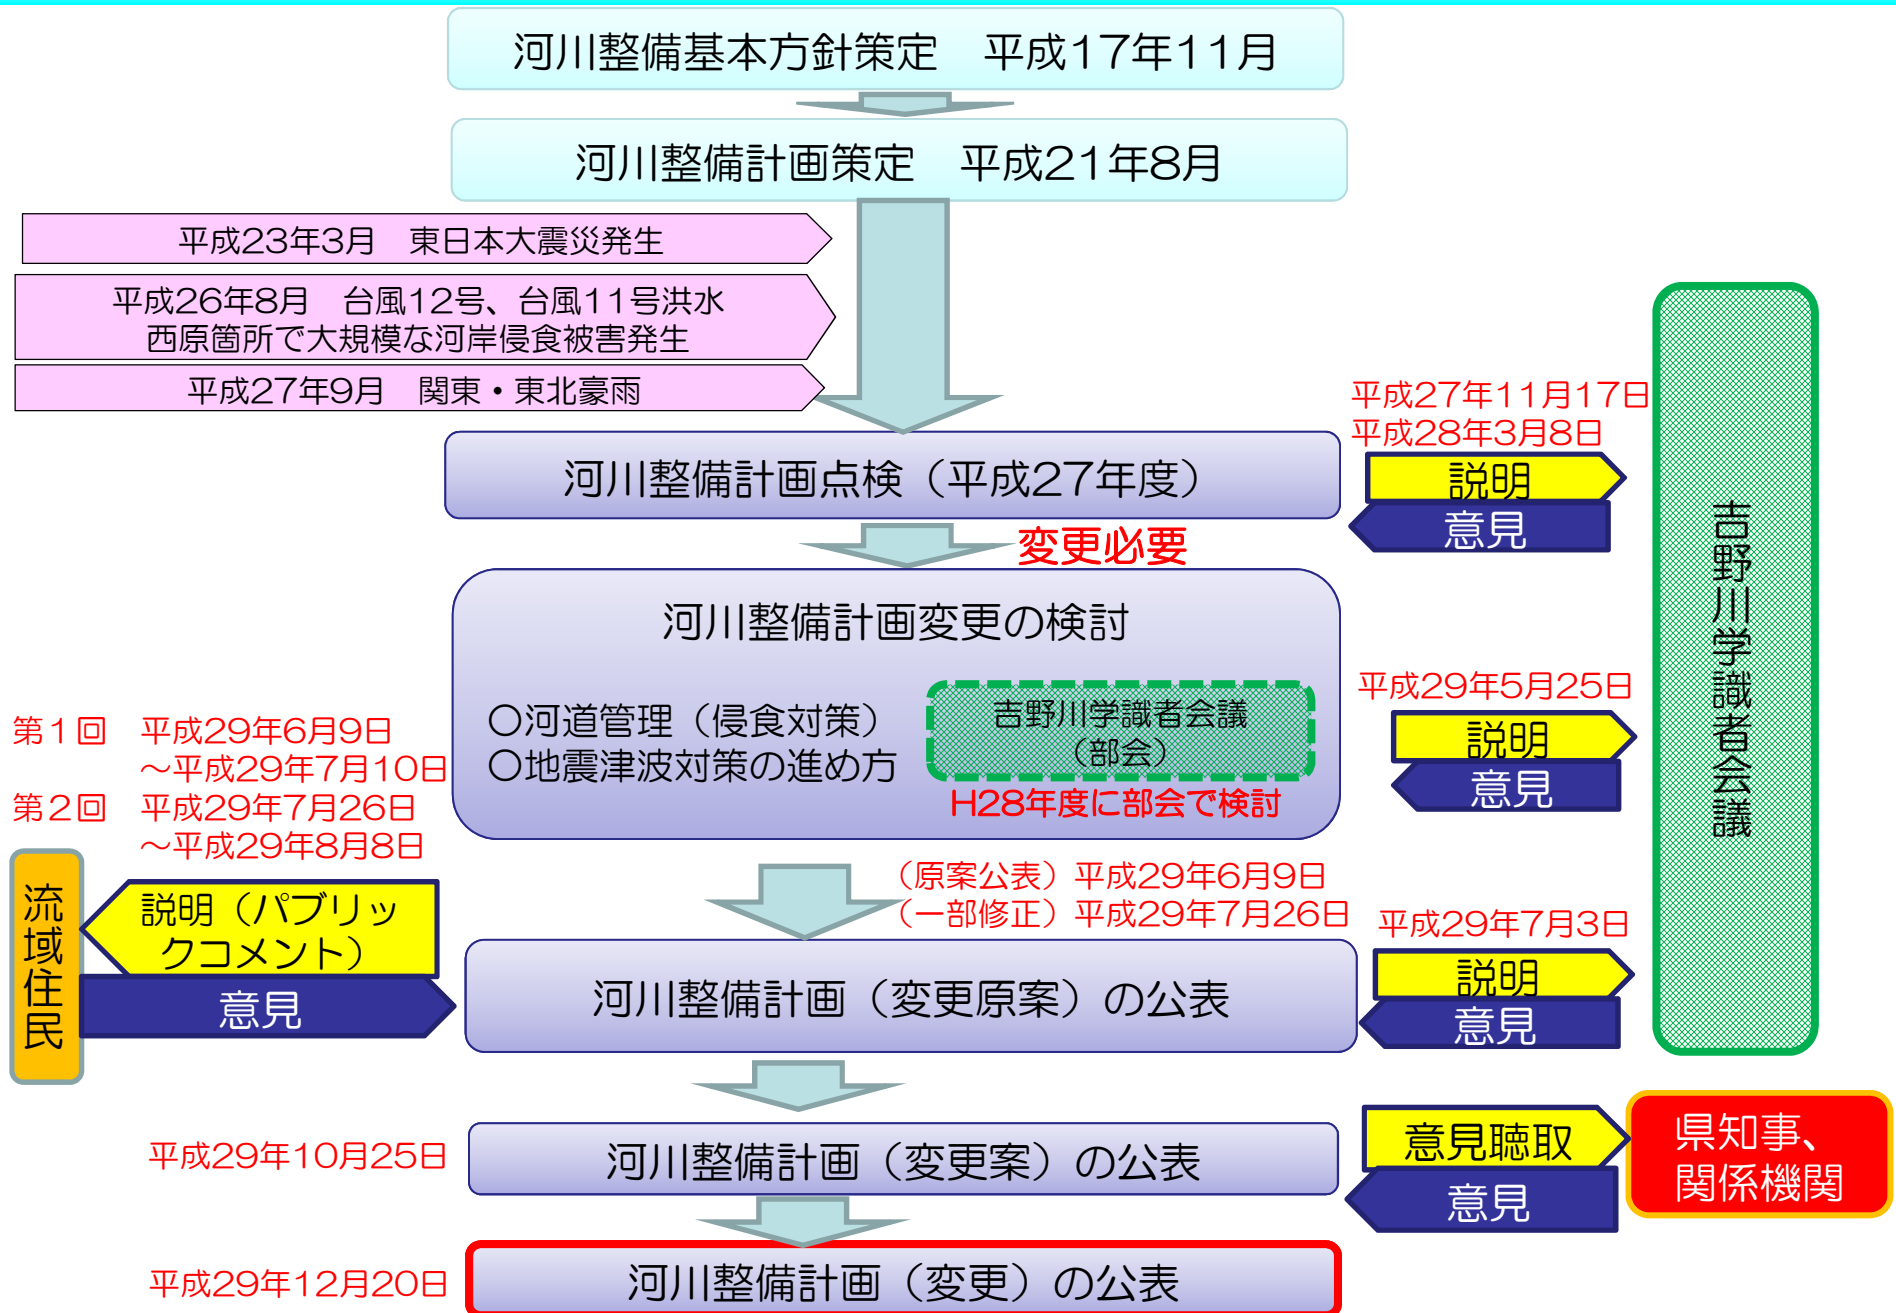 河川整備基本方針策定　平成17年11月
河川整備計画策定　平成21年8月
平成23年3月　東日本大震災発生
平成26年8月　台風12号、台風11号洪水
西原箇所で大規模な河岸侵食被害発生
平成27年9月　関東・東北豪雨
平成27年11月17日
平成28年3月8日
河川整備計画点検（平成27年度）
説明
意見
変更必要
吉野川学識者会議
河川整備計画変更の検討
○河道管理（侵食対策）
○地震津波対策の進め方
吉野川学識者会議
（部会）
H28年度に部会で検討
平成29年5月25日
説明
意見
第１回　平成29年6月9日
～平成29年7月10日
第２回　平成29年7月26日
～平成29年8月8日
流域住民
説明（パブリッ
クコメント）
意見
（原案公表）平成29年6月9日
（一部修正）平成29年7月26日
平成29年7月3日
河川整備計画（変更原案）の公表
説明
意見
平成29年10月25日
河川整備計画（変更案）の公表
意見聴取
意見
県知事、
関係機関
平成29年12月20日
河川整備計画（変更）の公表